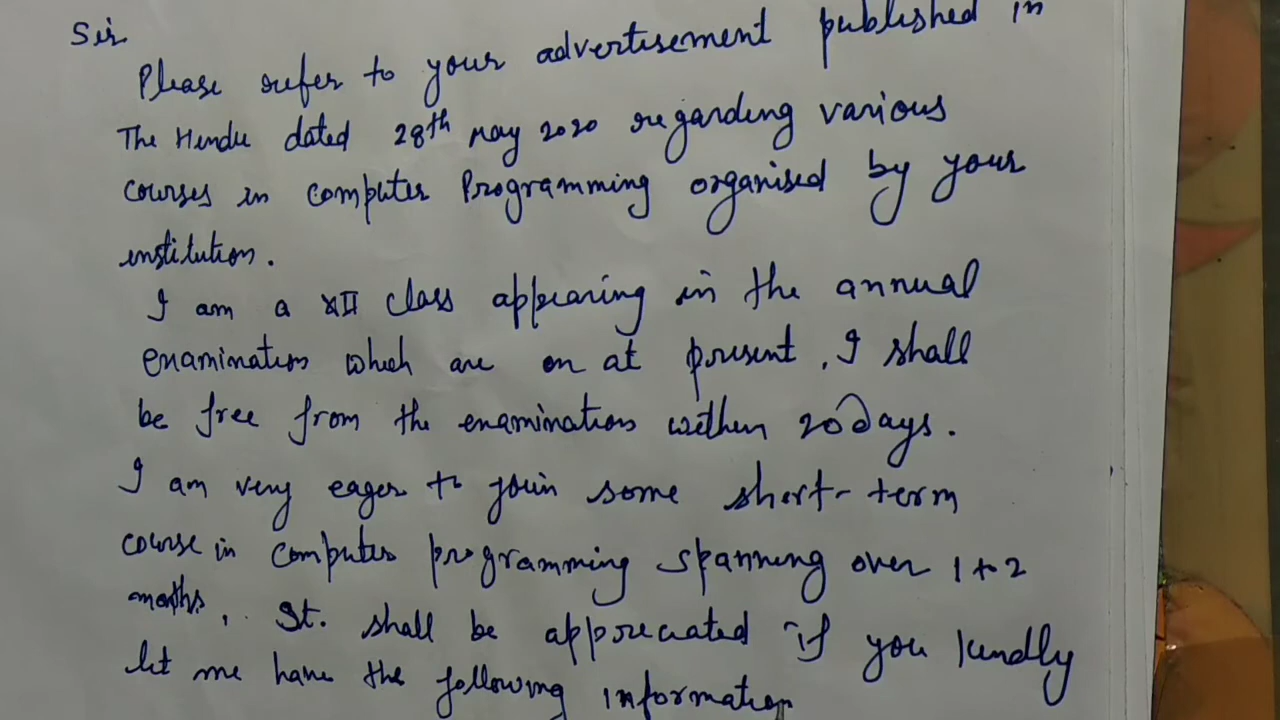 Sir
Please refer to your advertisement published in
The Hindu dated 28th May 2020 regarding various
courses in computer Programming organised by your
institution.
I am a XII class appearing in the annual
examinations which are on at present, I shall
be free from the examinations within 20 days.
I am very eager to join some short-term
course in computer programming spanning over 1 to 2
months, It. shall be appreciated if you kindly
let me have the following information